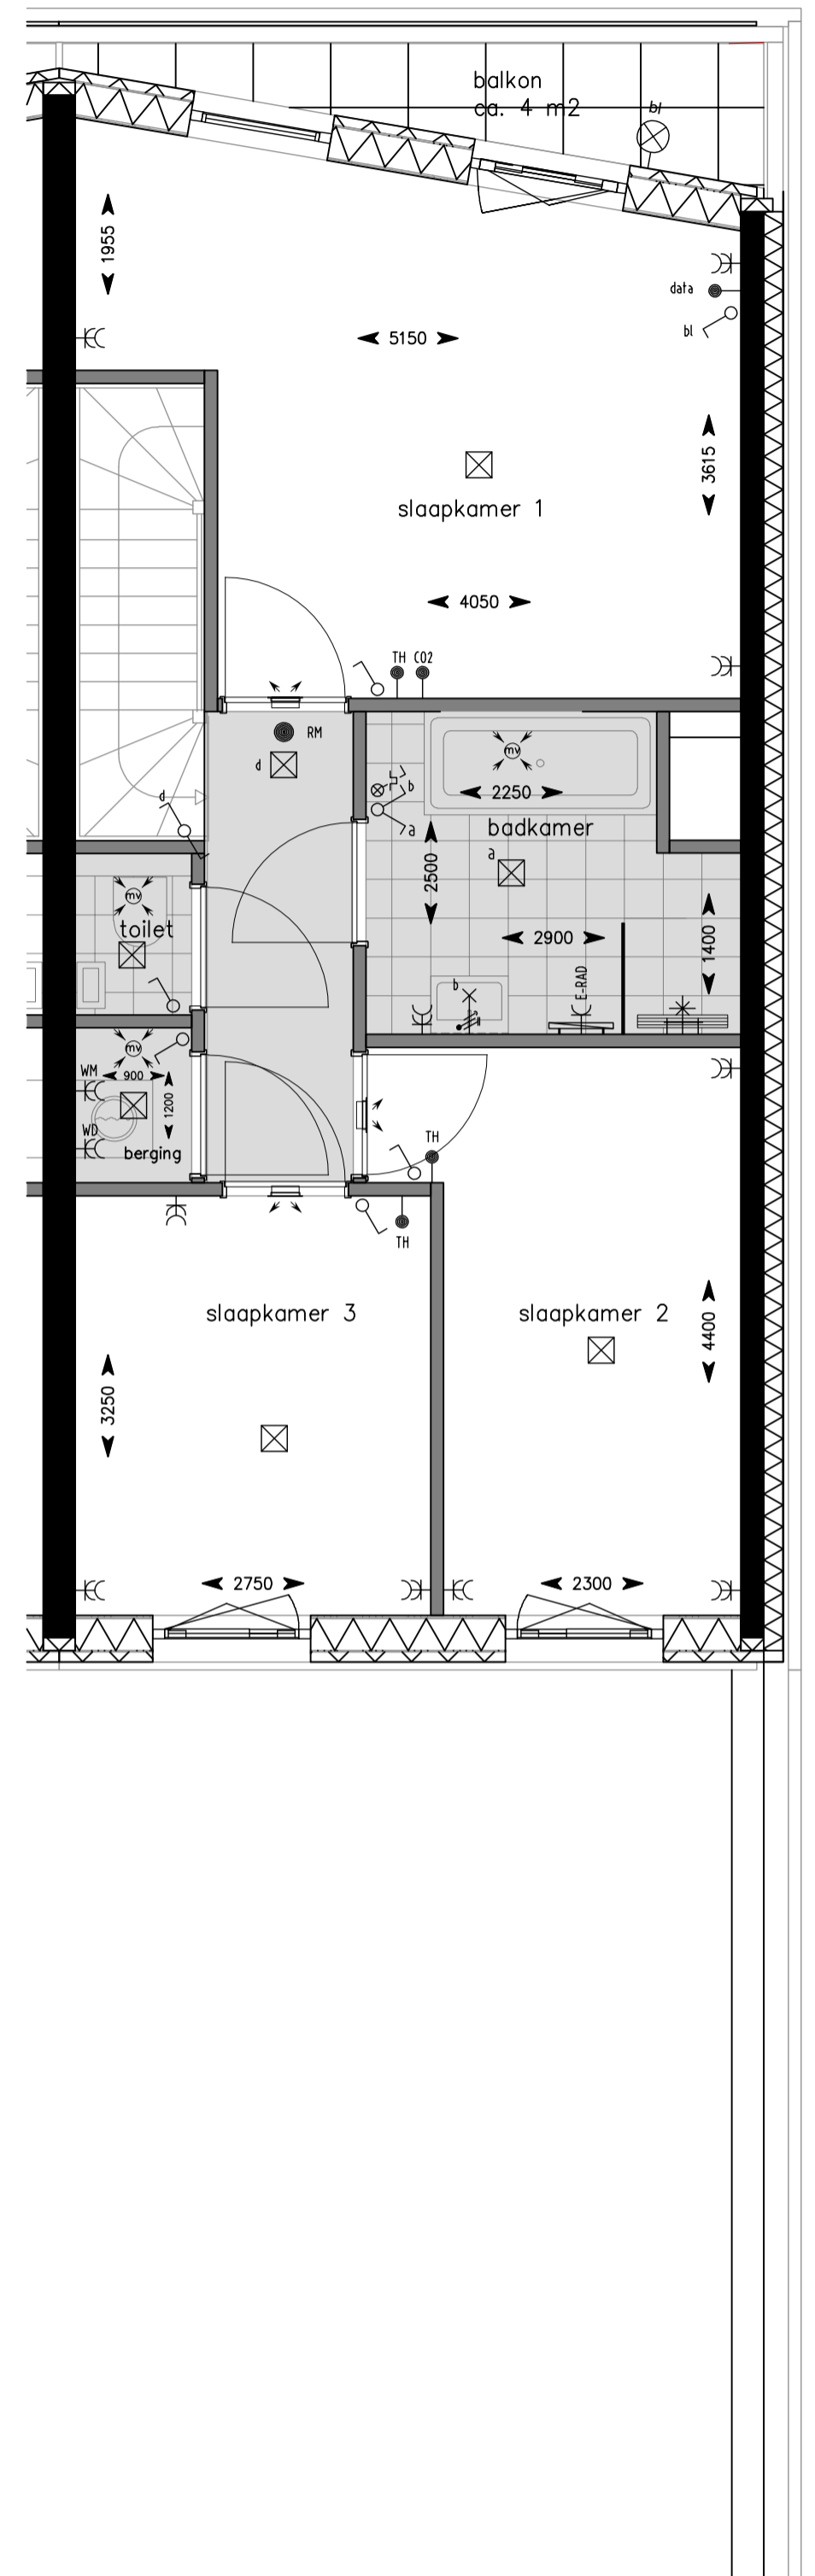 balkon
ca. 4 m2
bl
1955
data
bl
5150
3615
slaapkamer 1
4050
TH CO2
RM
d
mv
2250
b
d
a
badkamer
a
2500
mv
toilet
2900
1400
E-RAD
b
mv
WM
900
1200
WD
berging
TH
TH
slaapkamer 3
slaapkamer 2
4400
3250
2750
2300